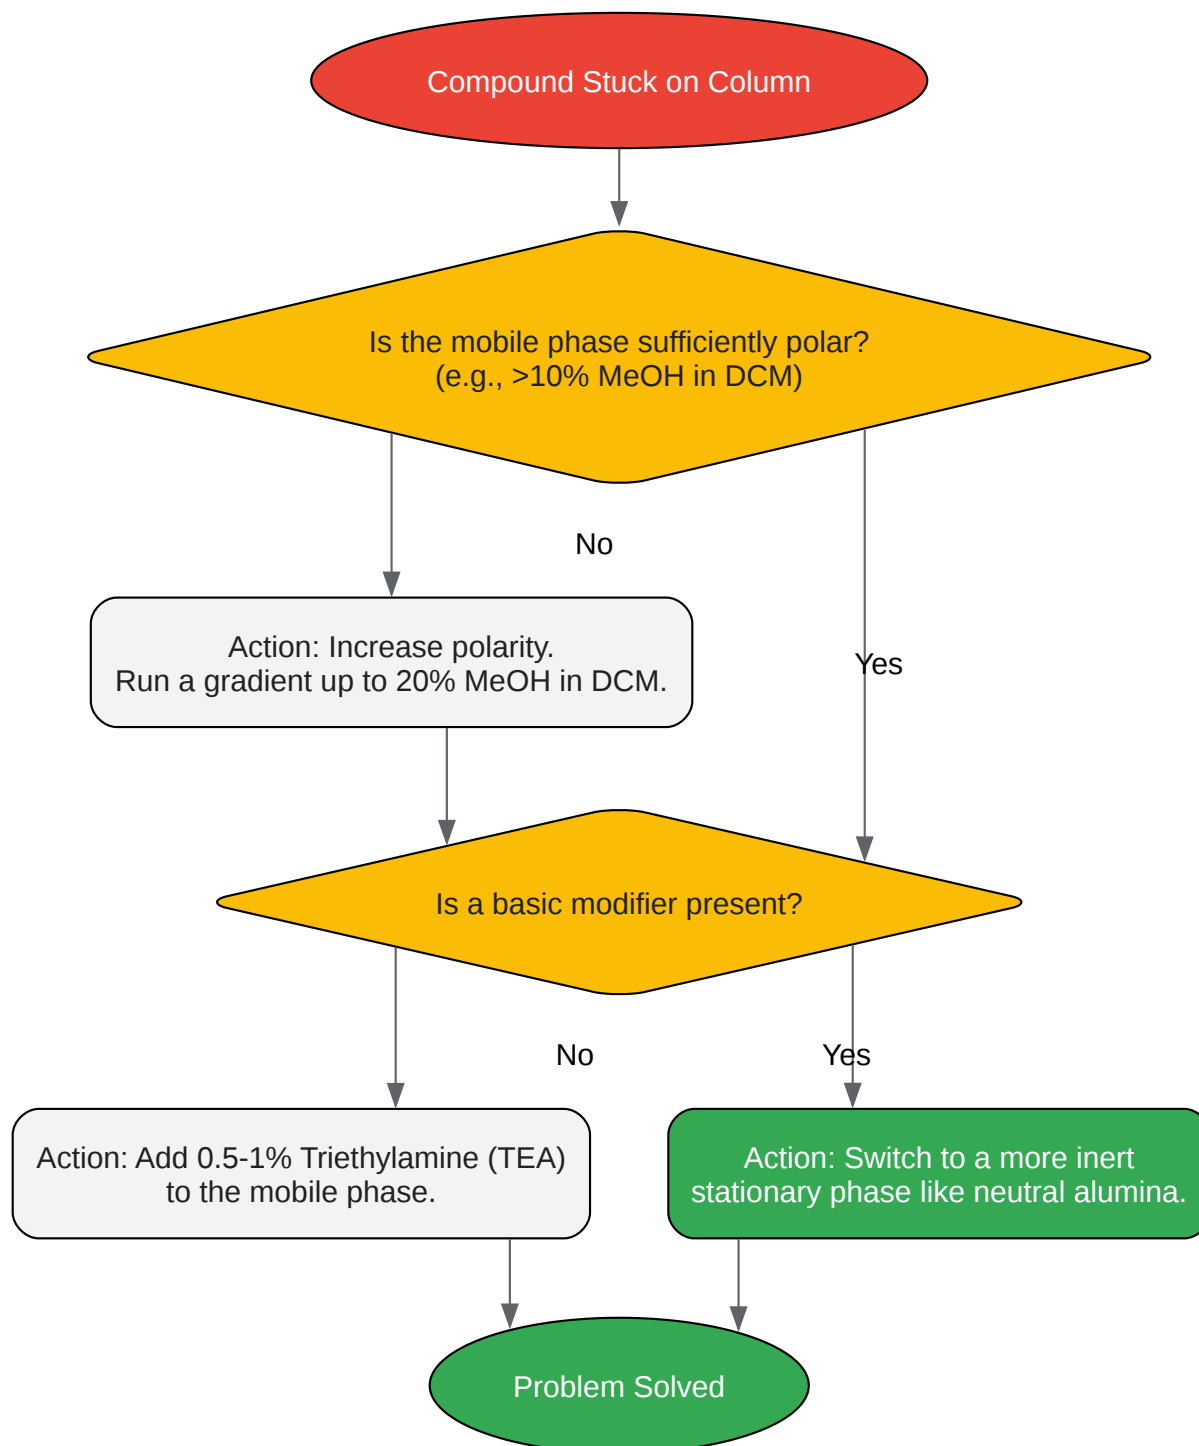 Compound Stuck on Column
Is the mobile phase sufficiently polar?
(e.g., >10% MeOH in DCM)
No
Action: Increase polarity.
Run a gradient up to 20% MeOH in DCM.
Yes
Is a basic modifier present?
No
Yes
Action: Add 0.5-1% Triethylamine (TEA)
to the mobile phase.
Action: Switch to a more inert
stationary phase like neutral alumina.
Problem Solved